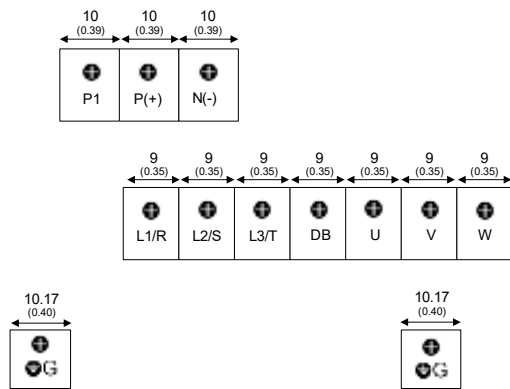 10 10 10
(0.39) (0.39) (0.39)
P1 P(+) N(-)
9 9 9 9 9 9 9
(0.35) (0.35) (0.35) (0.35) (0.35) (0.35) (0.35)
L1/R L2/S L3/T DB U V W
10.17 10.17
(0.40) (0.40)
G G